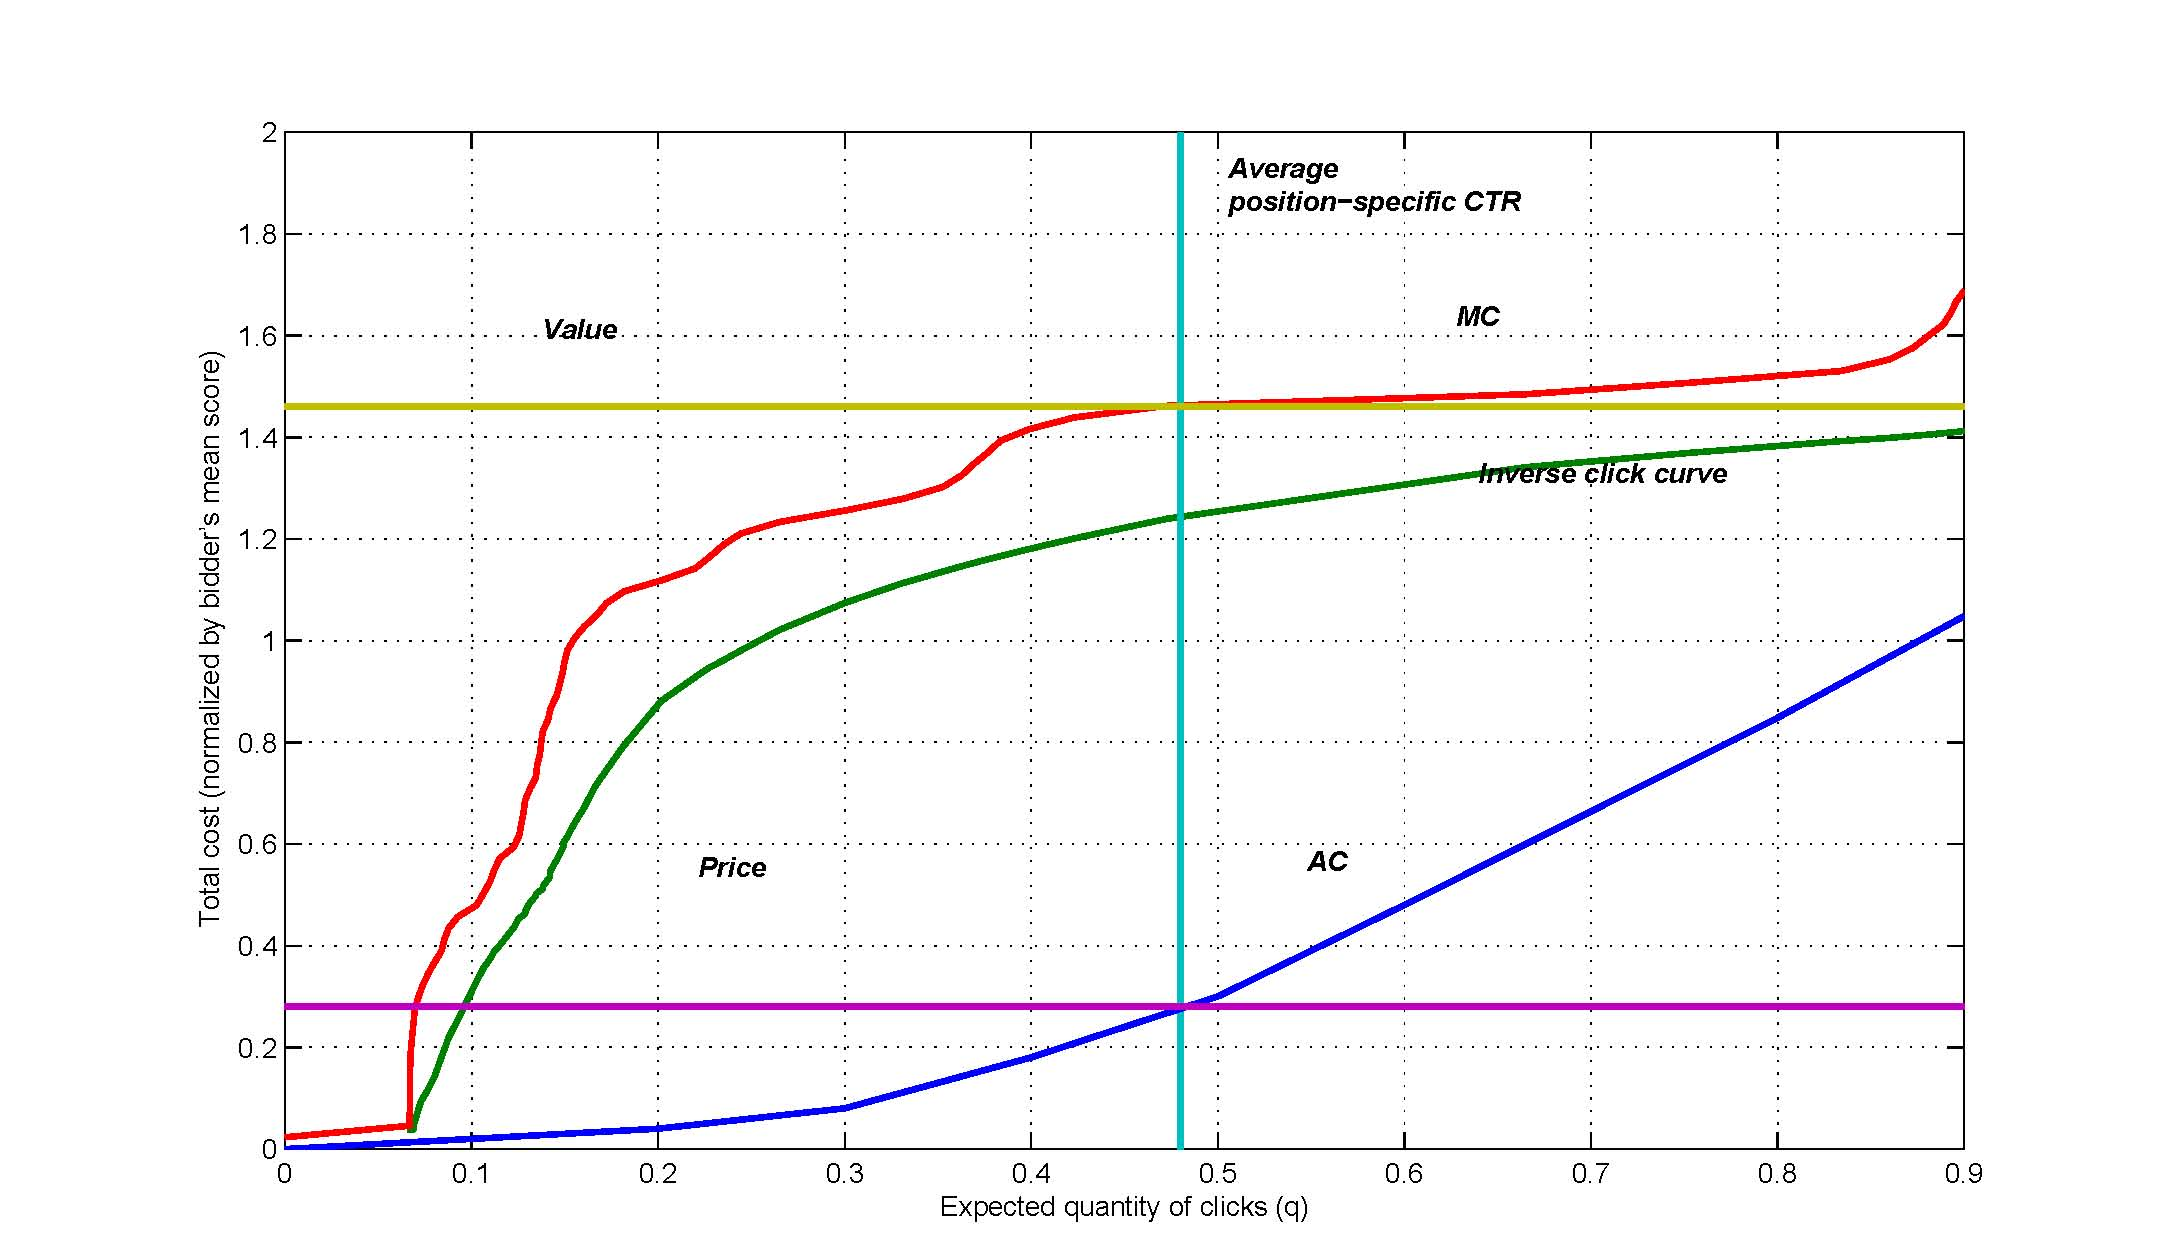 2
1.8
1.6
1.4
1.2
1
0.8
0.6
0.4
0.2
0
0
0.1
0.2
0.3
0.4
0.5
0.6
0.7
0.8
0.9
Expected quantity of clicks (q)
Total cost (normalized by bidder's mean score)
Average
position−specific CTR
Value
MC
Inverse click curve
Price
AC